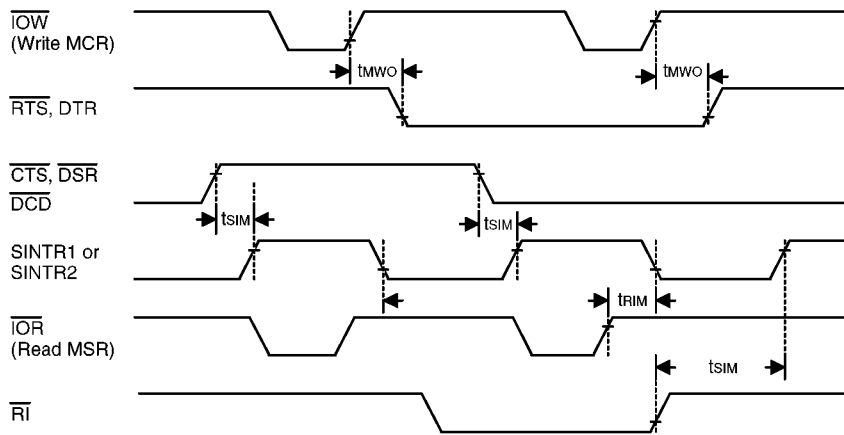 IOW
(Write MCR)
tMWO tMWO
RTS, DTR
CTS, DSR
DCD
tSIM tSIM
SINTR1 or
SINTR2
tRIM
IOR
(Read MSR)
tSIM
RI